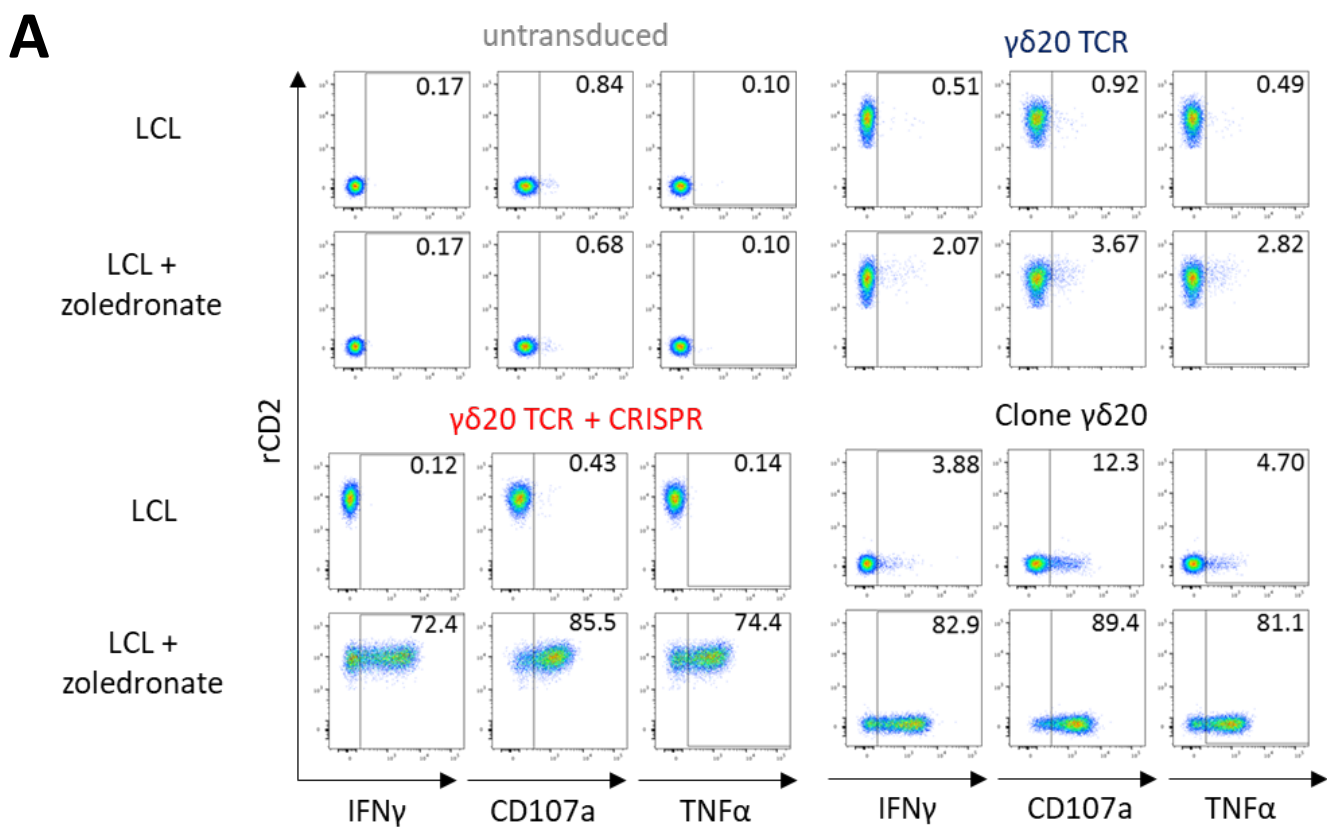 A
untransduced
γδ20 TCR
LCL
0.17
0.84
0.10
0.51
0.92
0.49
LCL +
zoledronate
0.17
0.68
0.10
2.07
3.67
2.82
rCD2
γδ20 TCR + CRISPR
Clone γδ20
LCL
0.12
0.43
0.14
3.88
12.3
4.70
LCL +
zoledronate
72.4
85.5
74.4
82.9
89.4
81.1
IFNγ
CD107a
TNFα
IFNγ
CD107a
TNFα